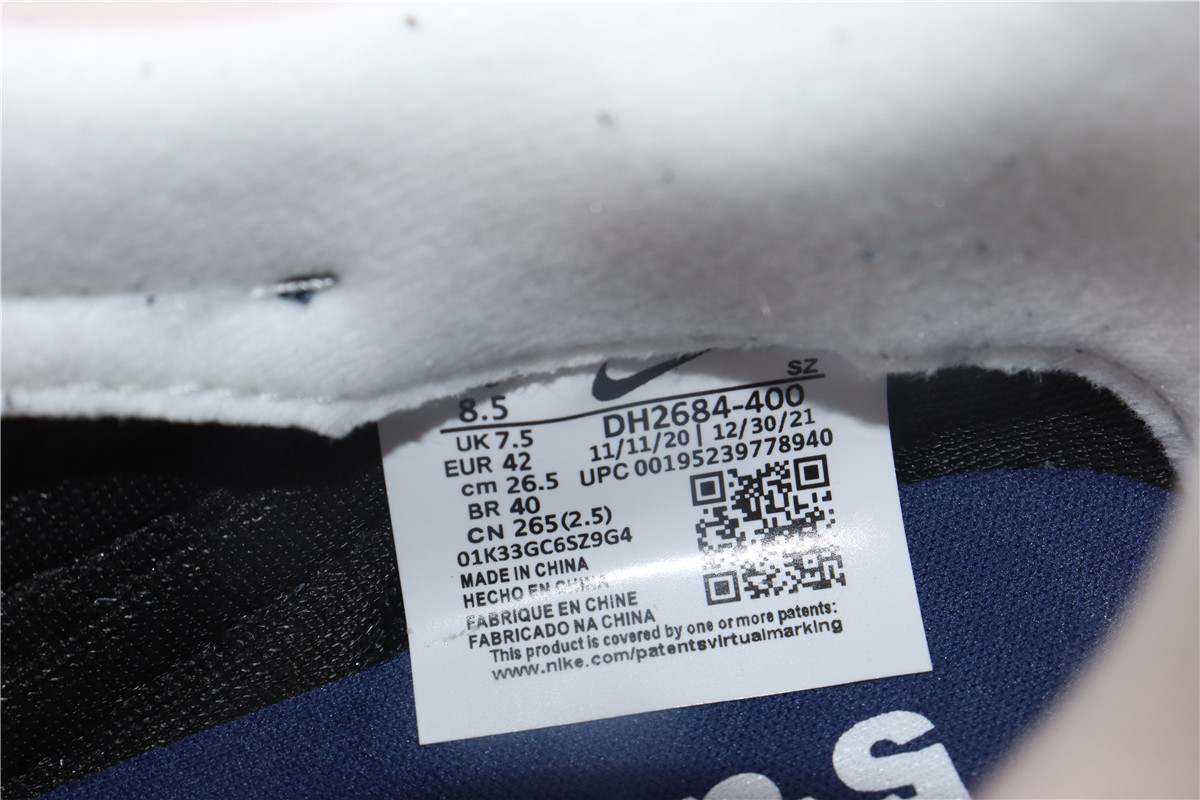 8.5
SZ
UK 7.5
DH2684-400
EUR 42
11/11/20 | 12/30/21
cm 26.5
UPC 00195239778940
BR 40
CN 265(2.5)
01K33GC6SZ9G4
MADE IN CHINA
HECHO EN CHINA
FABRIQUE EN CHINE
FABRICADO NA CHINA
This product is covered by one or more patents:
www.nike.com/patentsvirtualmarking